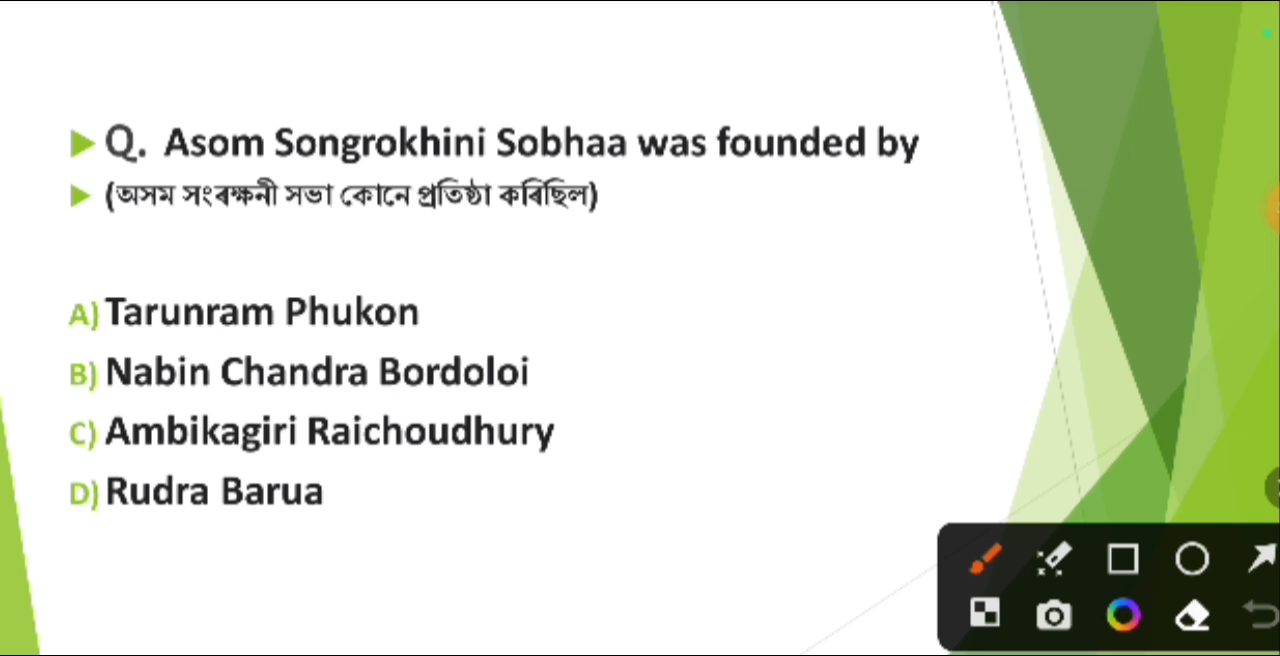 Q. Asom Songrokhini Sobhaa was founded by
(অসম সংৰক্ষনী সভা কোনে প্ৰতিষ্ঠা কৰিছিল)
A) Tarunram Phukon
B) Nabin Chandra Bordoloi
C) Ambikagiri Raichoudhury
D) Rudra Barua